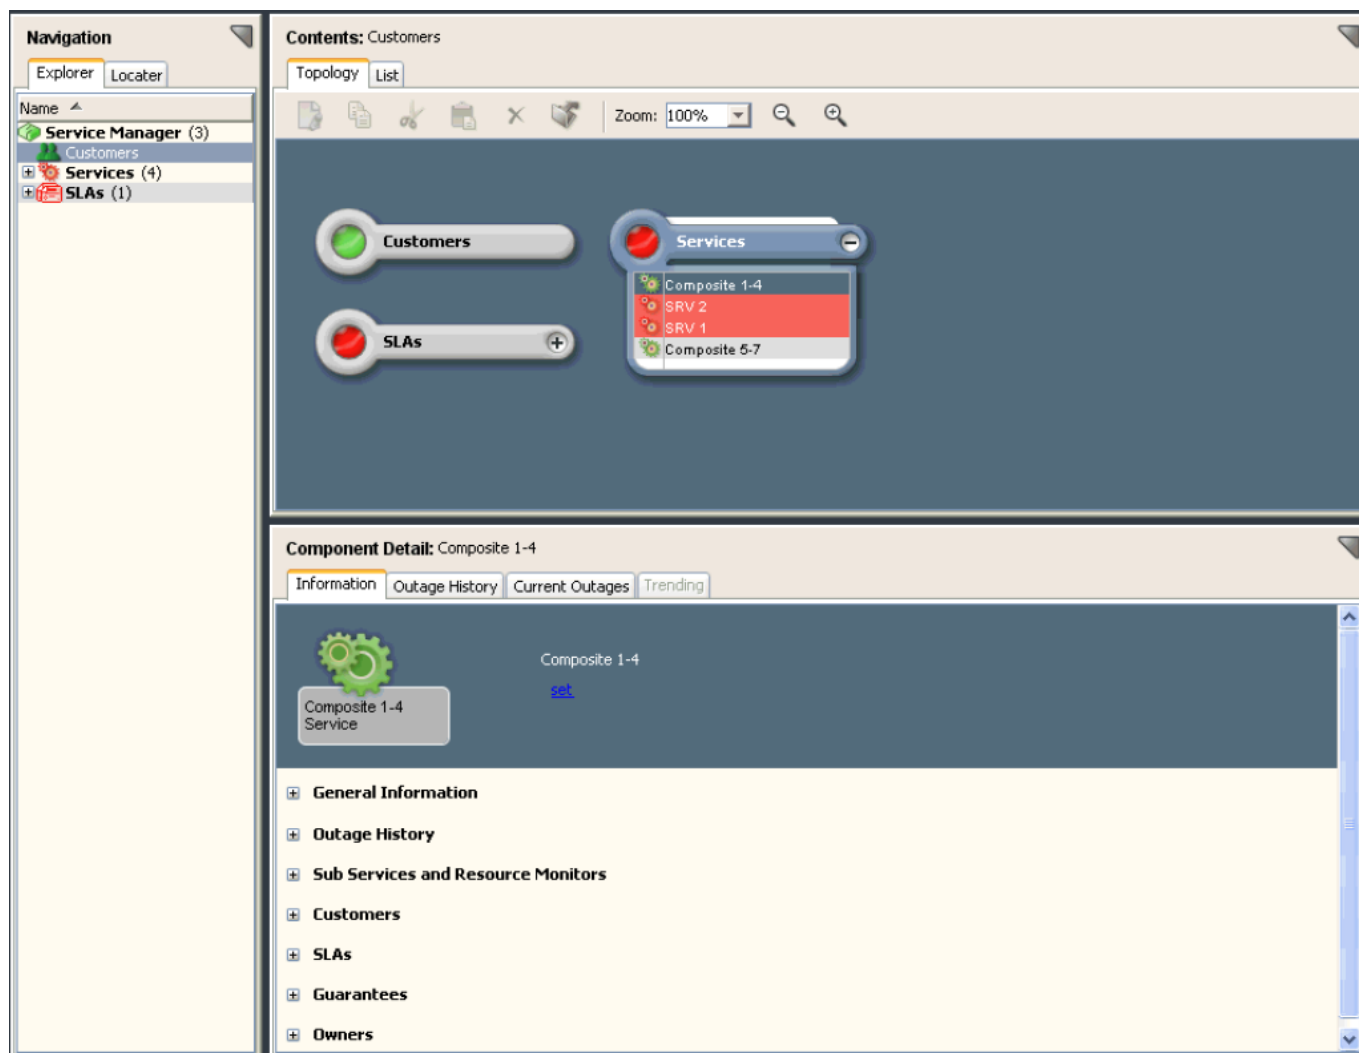 Navigation
Explorer Locater
Name
Service Manager (3)
Customers
Services (4)
SLAs (1)
Contents: Customers
Topology List
Zoom: 100%
Customers
SLAs
Services
Composite 1-4
SRV 2
SRV 1
Composite 5-7
Component Detail: Composite 1-4
Information Outage History Current Outages Trending
Composite 1-4
Service
Composite 1-4
set
General Information
Outage History
Sub Services and Resource Monitors
Customers
SLAs
Guarantees
Owners